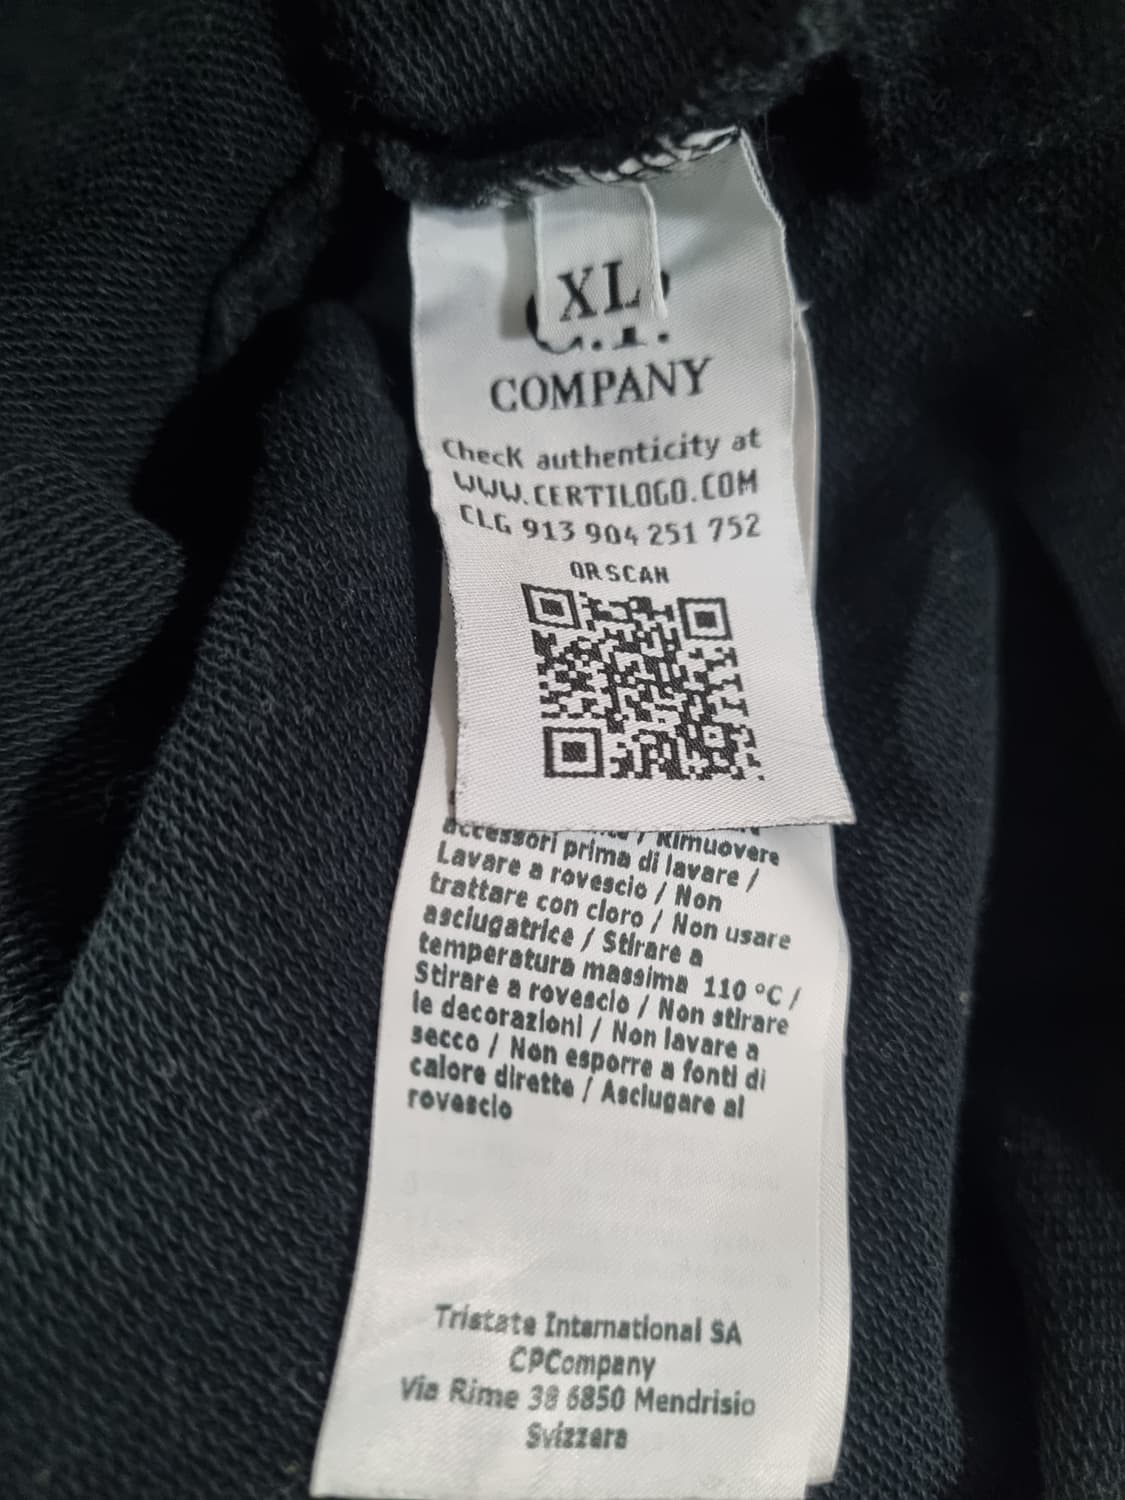 XL
COMPANY
Check authenticity at
WWW.CERTILOGO.COM
CLG 913 904 251 752
OR SCAN
/ Rimuovere
accessori prima di lavare /
Lavare a rovescio / Non
trattare con cloro / Non usare
asciugatrice / Stirare a
temperatura massima 110 °C /
Stirare a rovescio / Non stirare
le decorazioni / Non lavare a
secco / Non esporre a fonti di
calore dirette / Asciugare al
rovescio
Tristate International SA
CPCompany
Via Rime 38 6850 Mendrisio
Svizzera